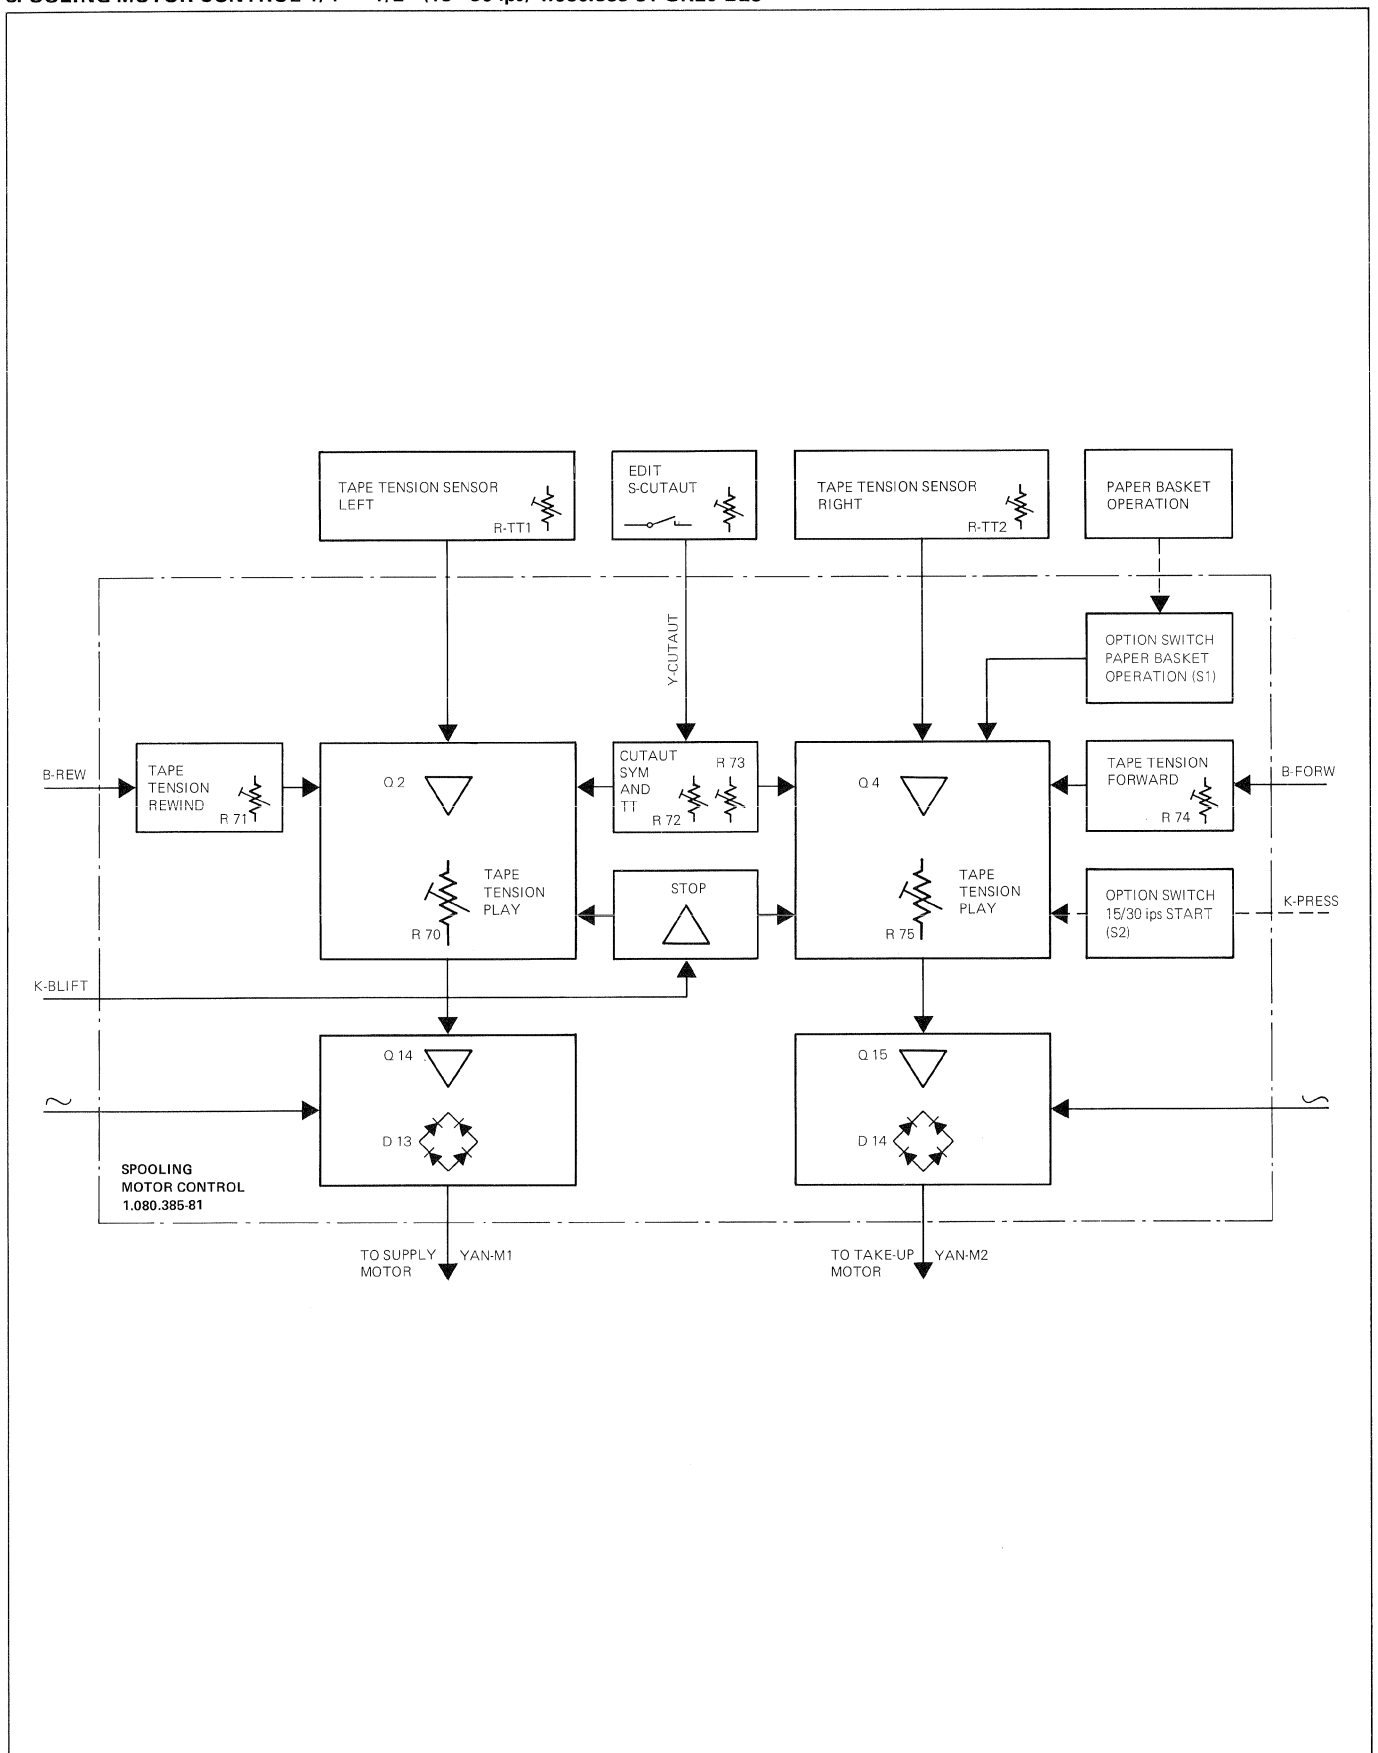 TAPE TENSION SENSOR
LEFT
R-TT1
EDIT
S-CUTAUT
TAPE TENSION SENSOR
RIGHT
R-TT2
PAPER BASKET
OPERATION
Y-CUTAUT
OPTION SWITCH
PAPER BASKET
OPERATION (S1)
B-REW
TAPE
TENSION
REWIND
R 71
Q 2
TAPE
TENSION
PLAY
R 70
CUTAUT
SYM
AND
TT
R 73
R 72
STOP
Q 4
TAPE
TENSION
PLAY
R 75
TAPE TENSION
FORWARD
R 74
B-FORW
OPTION SWITCH
15/30 ips START
(S2)
K-PRESS
K-BLIFT
Q 14
D 13
Q 15
D 14
SPOOLING
MOTOR CONTROL
1.080.385-81
TO SUPPLY
MOTOR
YAN-M1
TO TAKE-UP
MOTOR
YAN-M2